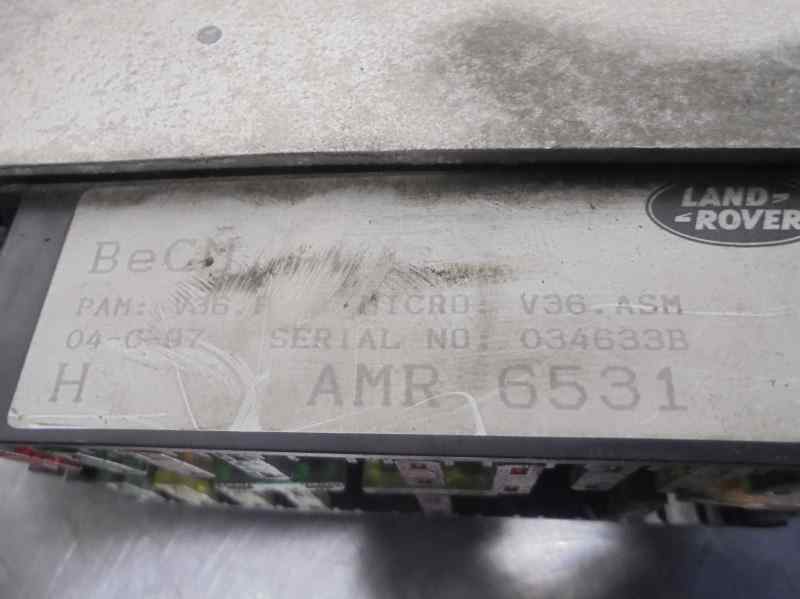 LAND
ROVER
BeCM
PAM: V36. MICRO: V36.ASM
SERIAL NO: 034633B
H AMR 6531